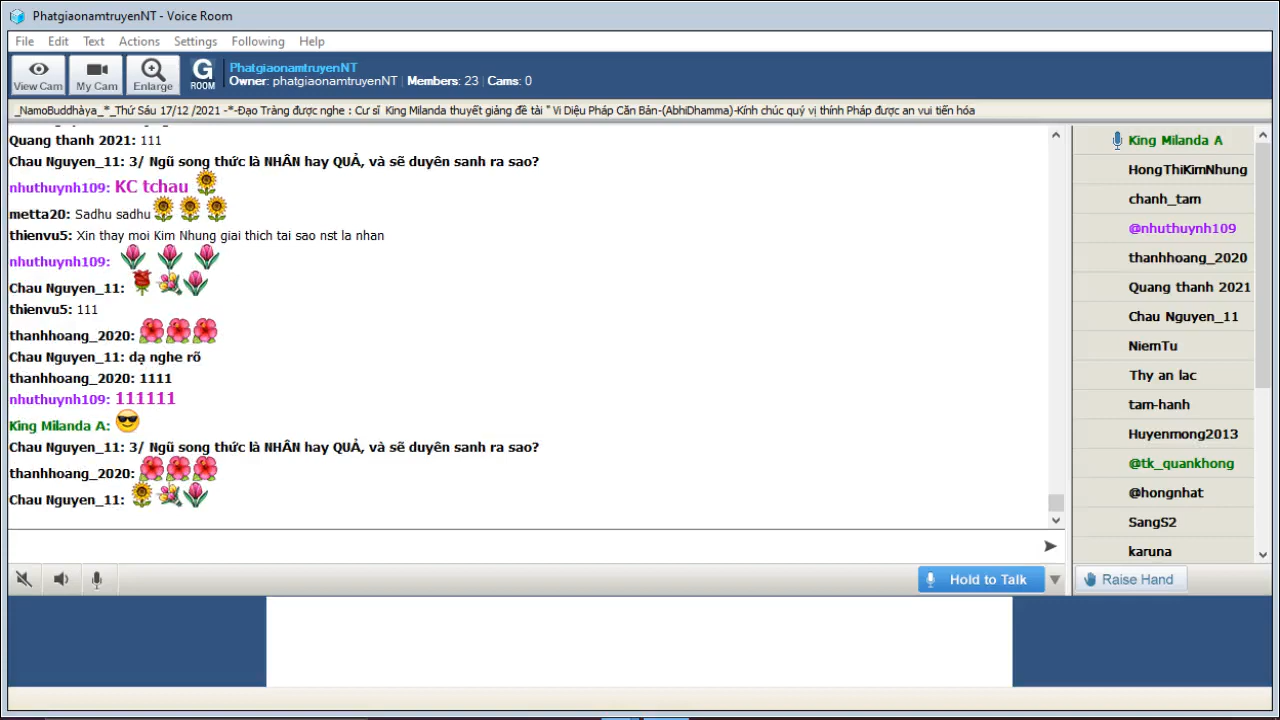 PhatgiaonamtruyenNT - Voice Room
File Edit Text Actions Settings Following Help
View Cam
My Cam
Enlarge
G ROOM
PhatgiaonamtruyenNT
Owner: phatgiaonamtruyenNT | Members: 23 | Cams: 0
_NamoBuddhàya_*_Thứ Sáu 17/12 /2021 -*-Đạo Tràng được nghe : Cư sĩ King Milanda thuyết giảng đề tài " Vi Diệu Pháp Căn Bản-(AbhiDhamma)-Kính chúc quý vị thính Pháp được an vui tiến hóa
Quang thanh 2021: 111
Chau Nguyen_11: 3/ Ngũ song thức là NHÂN hay QUẢ, và sẽ duyên sanh ra sao?
nhuthuynh109: KC tchau
metta20: Sadhu sadhu
thienvu5: Xin thay moi Kim Nhung giai thich tai sao nst la nhan
nhuthuynh109:
Chau Nguyen_11:
thienvu5: 111
thanhhoang_2020:
Chau Nguyen_11: dạ nghe rõ
thanhhoang_2020: 1111
nhuthuynh109: 111111
King Milanda A:
Chau Nguyen_11: 3/ Ngũ song thức là NHÂN hay QUẢ, và sẽ duyên sanh ra sao?
thanhhoang_2020:
Chau Nguyen_11:
King Milanda A
HongThiKimNhung
chanh_tam
@nhuthuynh109
thanhhoang_2020
Quang thanh 2021
Chau Nguyen_11
NiemTu
Thy an lac
tam-hanh
Huyenmong2013
@tk_quankhong
@hongnhat
SangS2
karuna
Hold to Talk
Raise Hand